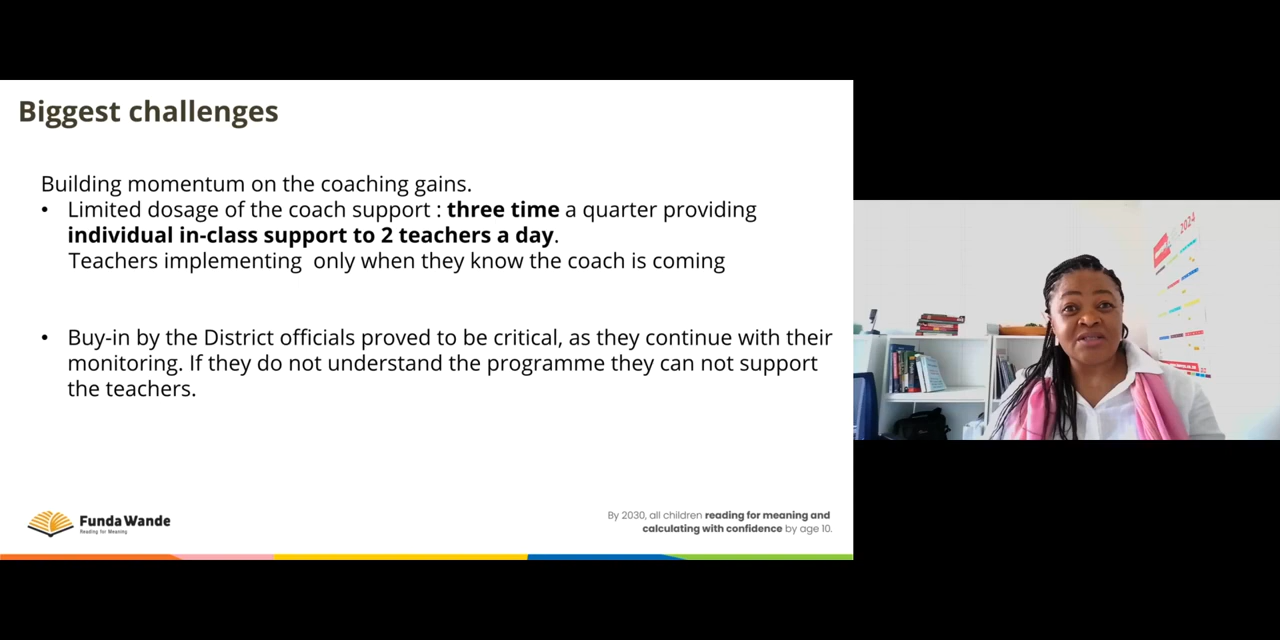 Biggest challenges
Building momentum on the coaching gains.
• Limited dosage of the coach support : three time a quarter providing
individual in-class support to 2 teachers a day.
Teachers implementing only when they know the coach is coming
• Buy-in by the District officials proved to be critical, as they continue with their
monitoring. If they do not understand the programme they can not support
the teachers.
Funda Wande
Reading for Meaning
By 2030, all children reading for meaning and
calculating with confidence by age 10.
2024